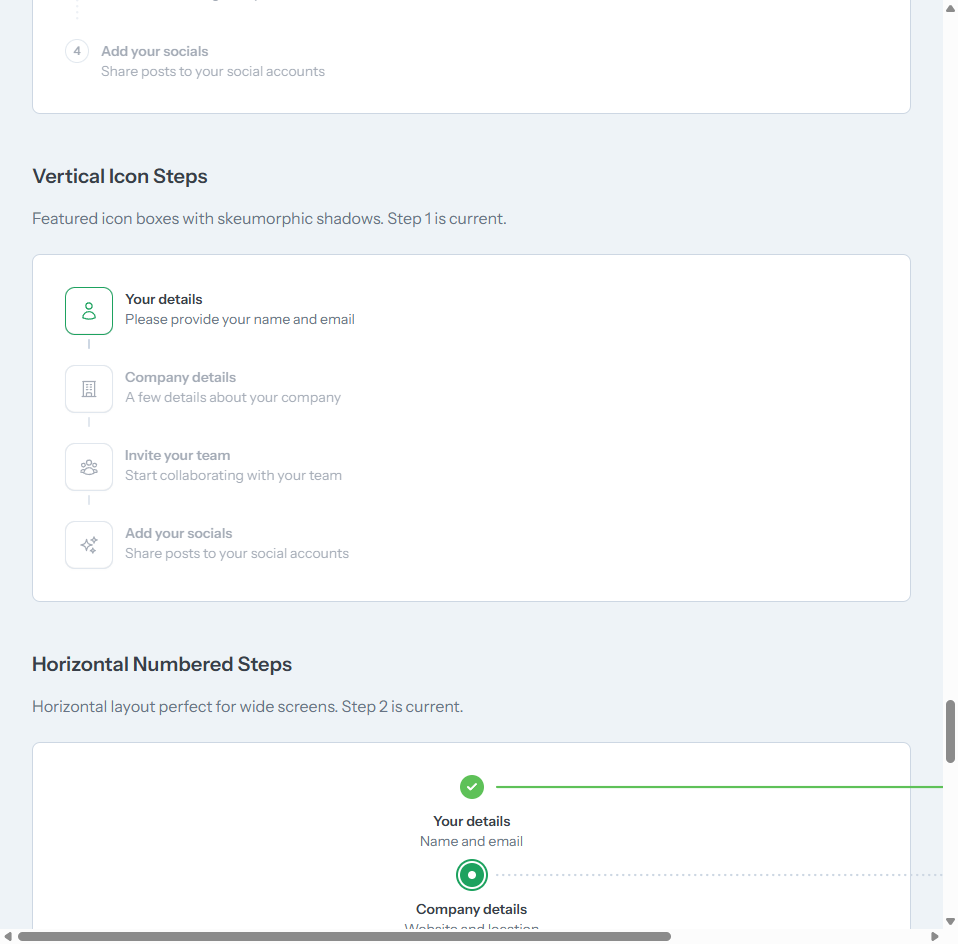 4
Add your socials
Share posts to your social accounts
Vertical Icon Steps
Featured icon boxes with skeumorphic shadows. Step 1 is current.
Your details
Please provide your name and email
Company details
A few details about your company
Invite your team
Start collaborating with your team
Add your socials
Share posts to your social accounts
Horizontal Numbered Steps
Horizontal layout perfect for wide screens. Step 2 is current.
Your details
Name and email
Company details
Website and location